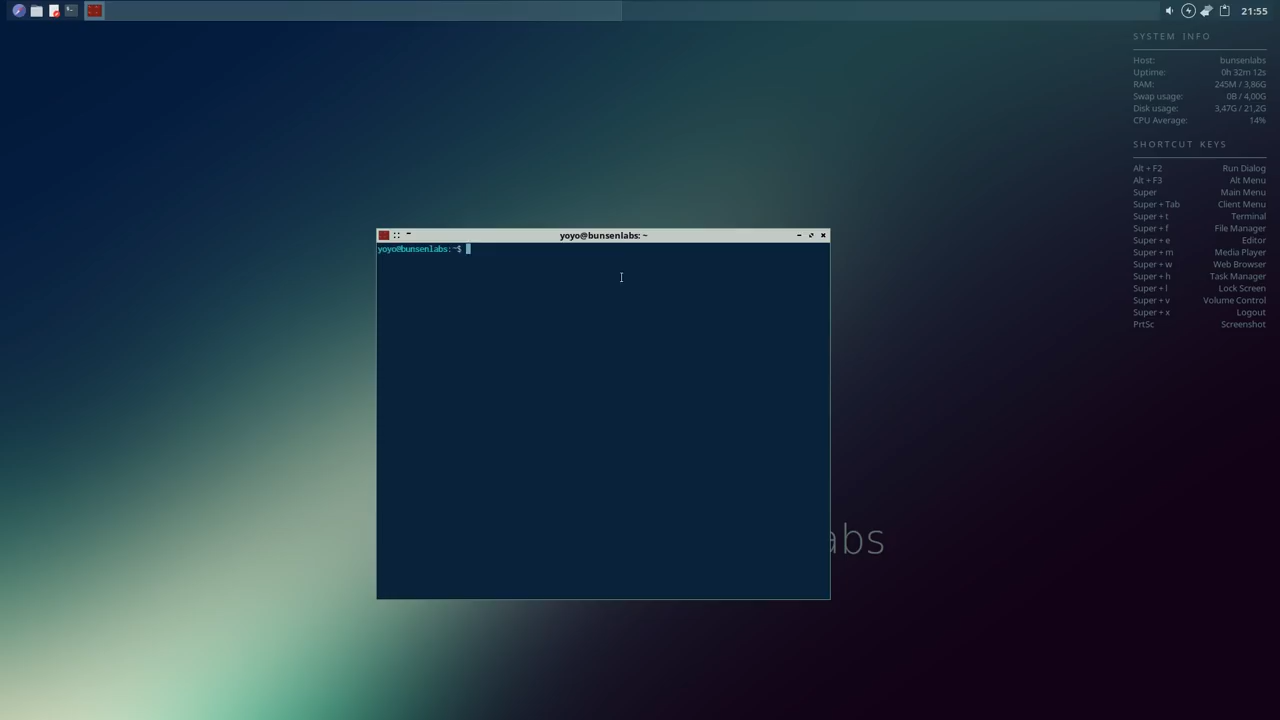 21:55
SYSTEM INFO
Host: bunsenlabs
Uptime: 0h 32m 12s
RAM: 245M / 3,86G
Swap usage: 0B / 4,00G
Disk usage: 3,47G / 21,2G
CPU Average: 14%
SHORTCUT KEYS
Alt + F2 Run Dialog
Alt + F3 Alt Menu
Super Main Menu
Super + Tab Client Menu
Super + t Terminal
Super + f File Manager
Super + e Editor
Super + m Media Player
Super + w Web Browser
Super + h Task Manager
Super + l Lock Screen
Super + v Volume Control
Super + x Logout
PrtSc Screenshot
yoyo@bunsenlabs: ~
yoyo@bunsenlabs:~$
abs